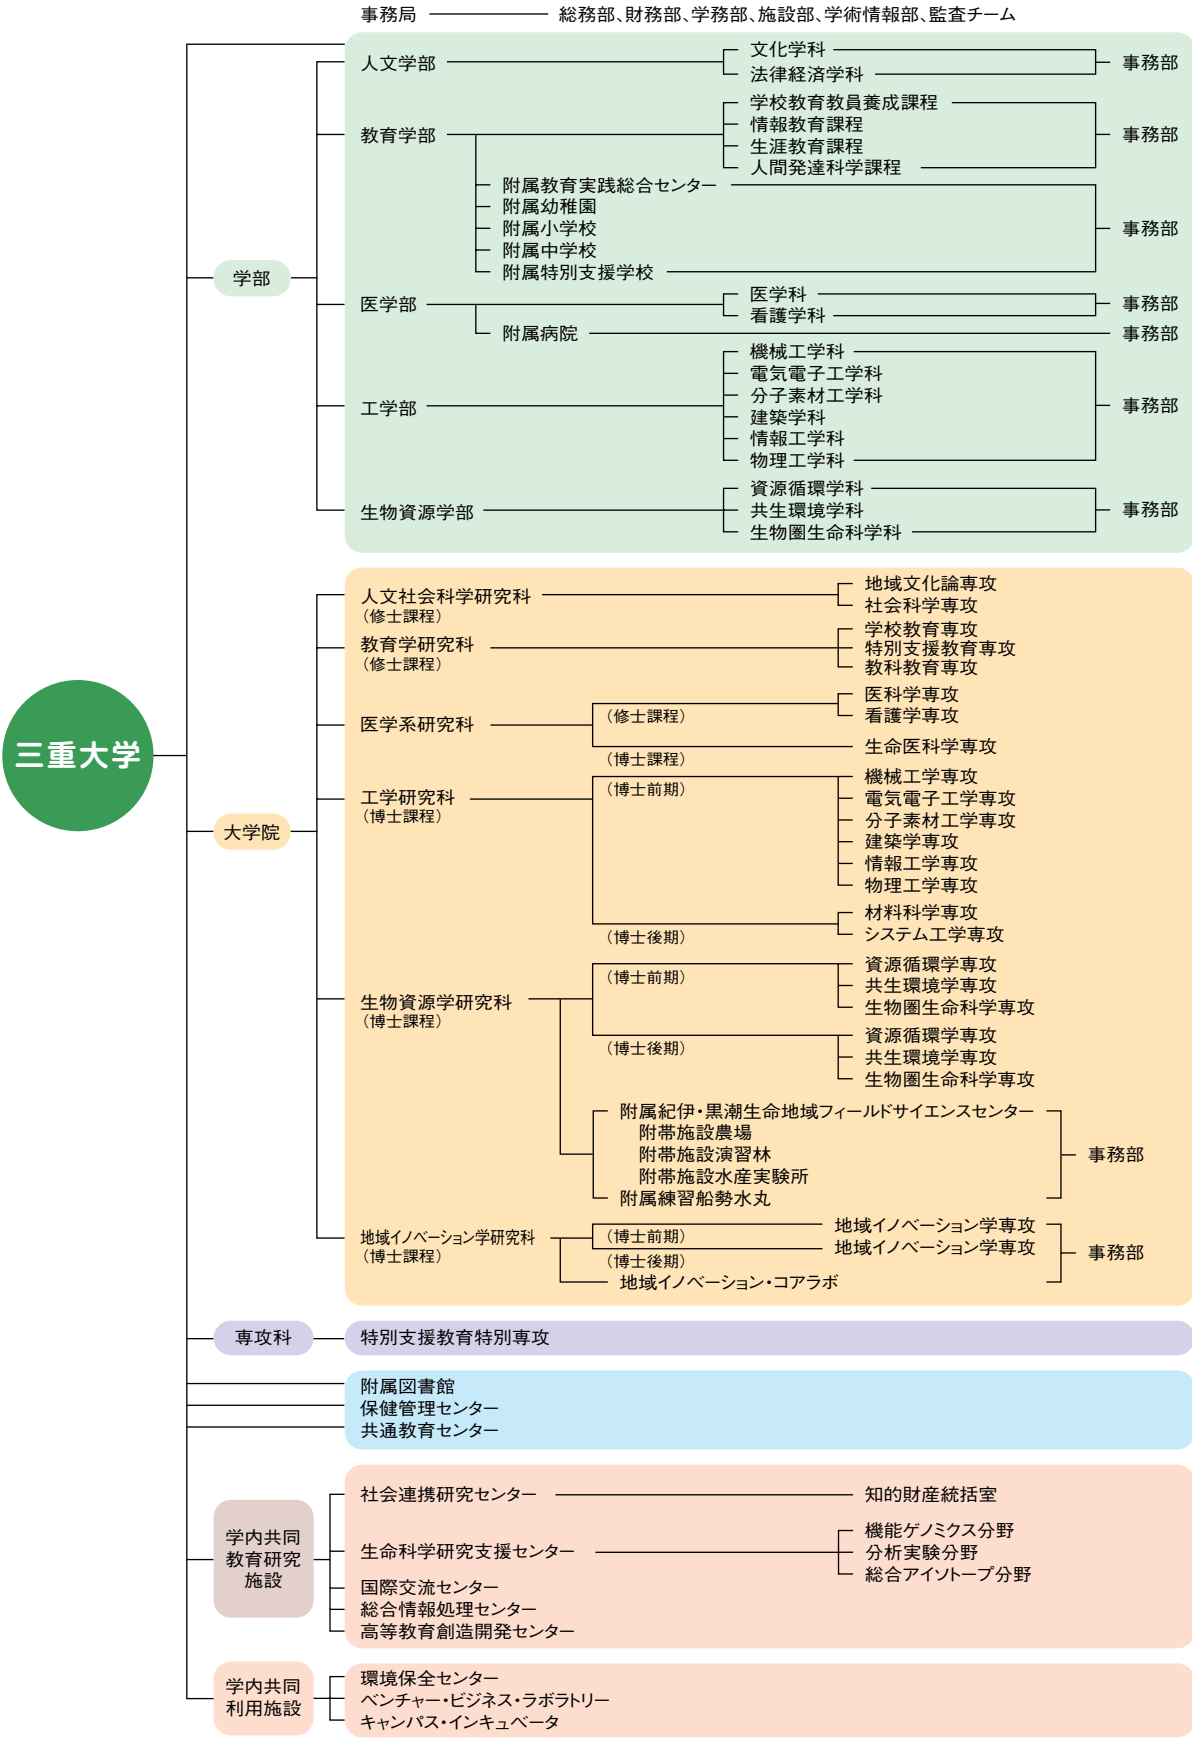 事務局 総務部、財務部、学務部、施設部、学術情報部、監査チーム
三重大学
学部
人文学部
文化学科
法律経済学科
事務部
教育学部
学校教育教員養成課程
情報教育課程
生涯教育課程
人間発達科学課程
事務部
附属教育実践総合センター
附属幼稚園
附属小学校
附属中学校
附属特別支援学校
事務部
医学部
医学科
看護学科
事務部
附属病院
事務部
工学部
機械工学科
電気電子工学科
分子素材工学科
建築学科
情報工学科
物理工学科
事務部
生物資源学部
資源循環学科
共生環境学科
生物圏生命科学科
事務部
大学院
人文社会科学研究科
（修士課程）
地域文化論専攻
社会科学専攻
教育学研究科
（修士課程）
学校教育専攻
特別支援教育専攻
教科教育専攻
医学系研究科
（修士課程）
医科学専攻
看護学専攻
（博士課程）
生命医科学専攻
工学研究科
（博士課程）
（博士前期）
機械工学専攻
電気電子工学専攻
分子素材工学専攻
建築学専攻
情報工学専攻
物理工学専攻
（博士後期）
材料科学専攻
システム工学専攻
生物資源学研究科
（博士課程）
（博士前期）
資源循環学専攻
共生環境学専攻
生物圏生命科学専攻
（博士後期）
資源循環学専攻
共生環境学専攻
生物圏生命科学専攻
附属紀伊・黒潮生命地域フィールドサイエンスセンター
附帯施設農場
附帯施設演習林
附帯施設水産実験所
附属練習船勢水丸
事務部
地域イノベーション学研究科
（博士課程）
（博士前期）
地域イノベーション学専攻
（博士後期）
地域イノベーション学専攻
地域イノベーション・コアラボ
事務部
専攻科
特別支援教育特別専攻
附属図書館
保健管理センター
共通教育センター
学内共同
教育研究
施設
社会連携研究センター
知的財産統括室
生命科学研究支援センター
機能ゲノミクス分野
分析実験分野
総合アイソトープ分野
国際交流センター
総合情報処理センター
高等教育創造開発センター
学内共同
利用施設
環境保全センター
ベンチャー・ビジネス・ラボラトリー
キャンパス・インキュベータ